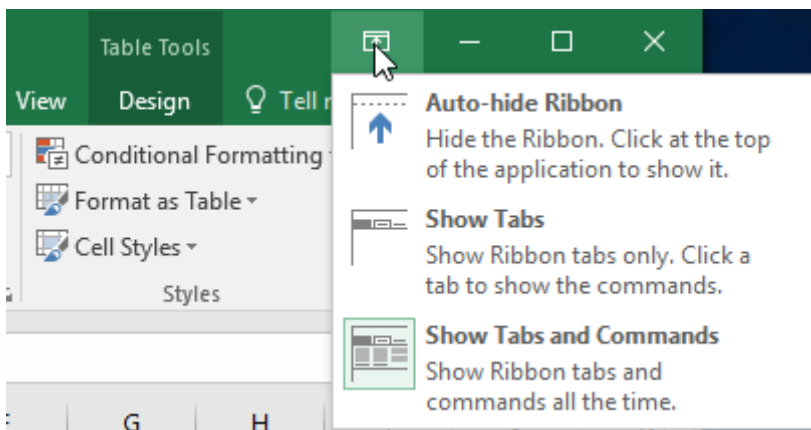 Table Tools
View Design Tell
Auto-hide Ribbon
Hide the Ribbon. Click at the top
of the application to show it.
Conditional Formatting
Format as Table
Cell Styles
Styles
Show Tabs
Show Ribbon tabs only. Click a
tab to show the commands.
Show Tabs and Commands
Show Ribbon tabs and
commands all the time.
G H